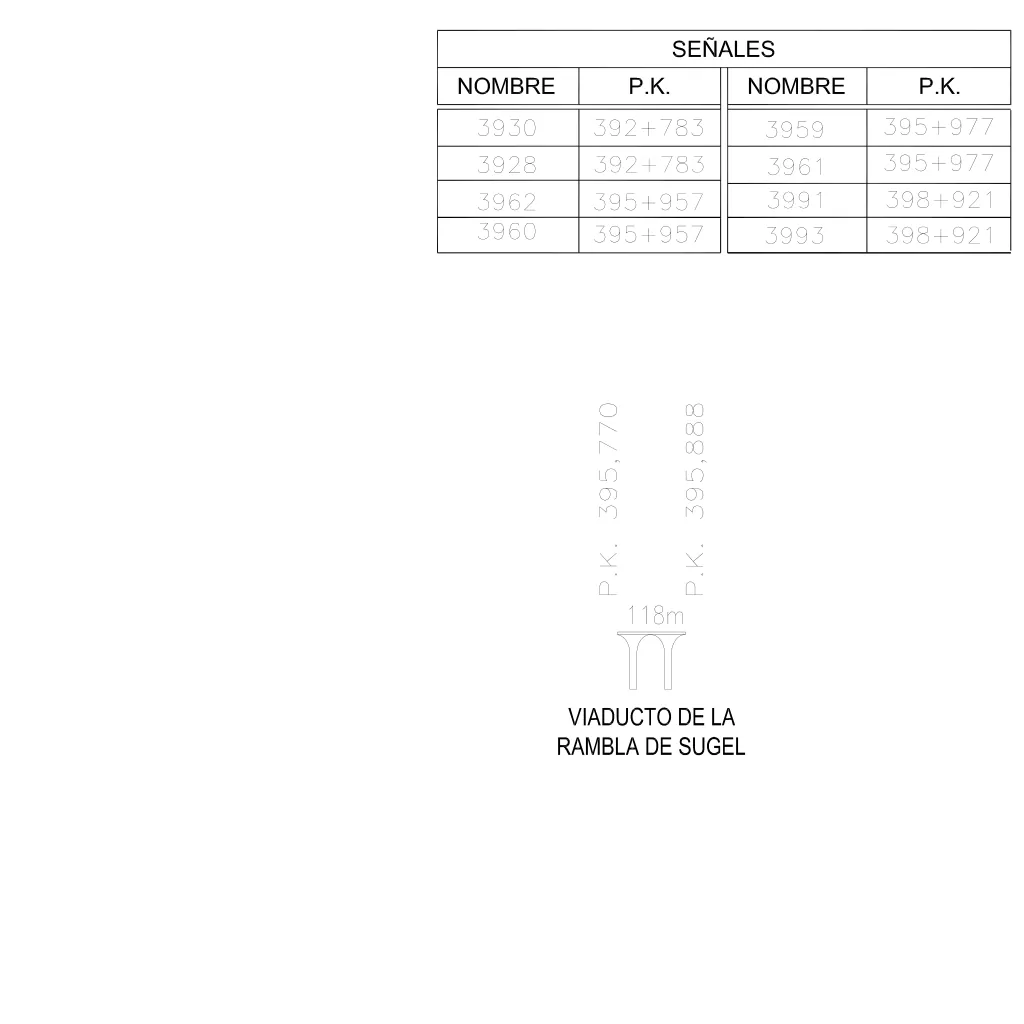 SEÑALES
NOMBRE P.K. NOMBRE P.K.
3930 392+783 3959 395+977
3928 392+783 3961 395+977
3962 395+957 3991 398+921
3960 395+957 3993 398+921
P.K. 395,770
P.K. 395,888
118m
VIADUCTO DE LA
RAMBLA DE SUGEL